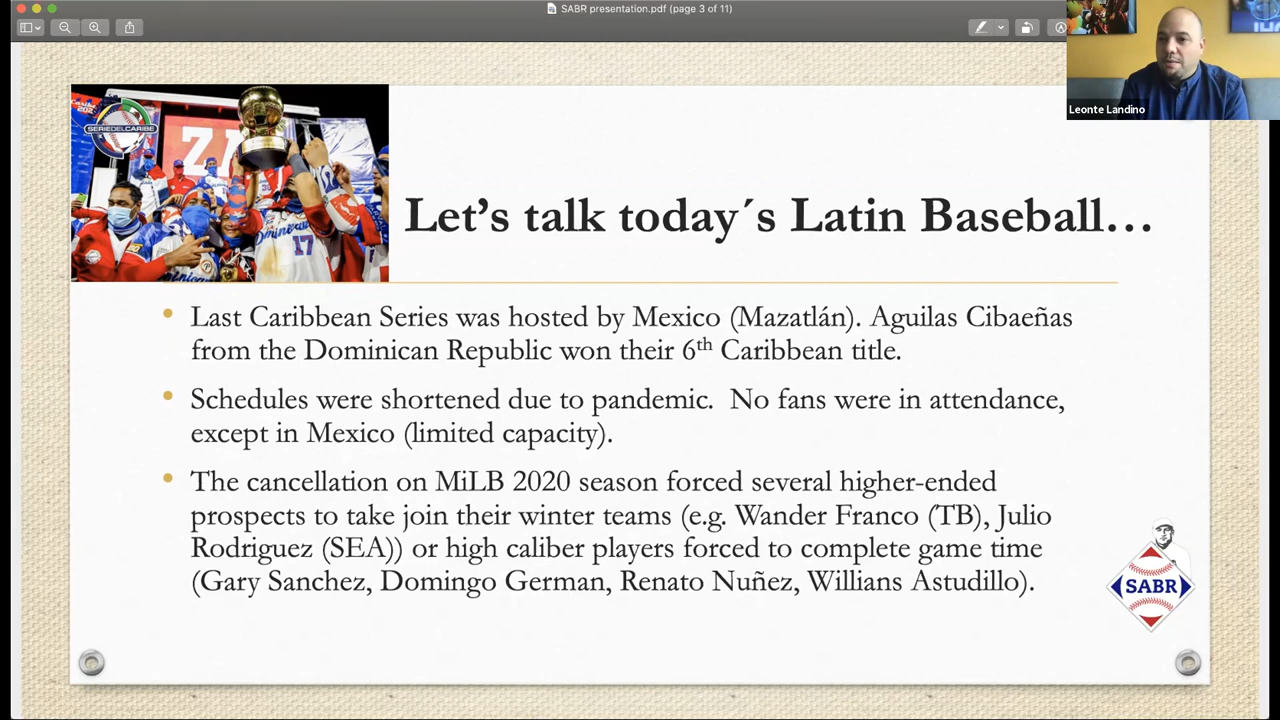 SABR presentation.pdf (page 3 of 11)
Leonte Landino
SERIEDELCARIBE
Let's talk today´s Latin Baseball…
Last Caribbean Series was hosted by Mexico (Mazatlán). Aguilas Cibaeñas
from the Dominican Republic won their 6th Caribbean title.
Schedules were shortened due to pandemic.  No fans were in attendance,
except in Mexico (limited capacity).
The cancellation on MiLB 2020 season forced several higher-ended
prospects to take join their winter teams (e.g. Wander Franco (TB), Julio
Rodriguez (SEA)) or high caliber players forced to complete game time
(Gary Sanchez, Domingo German, Renato Nuñez, Willians Astudillo).
SABR
17